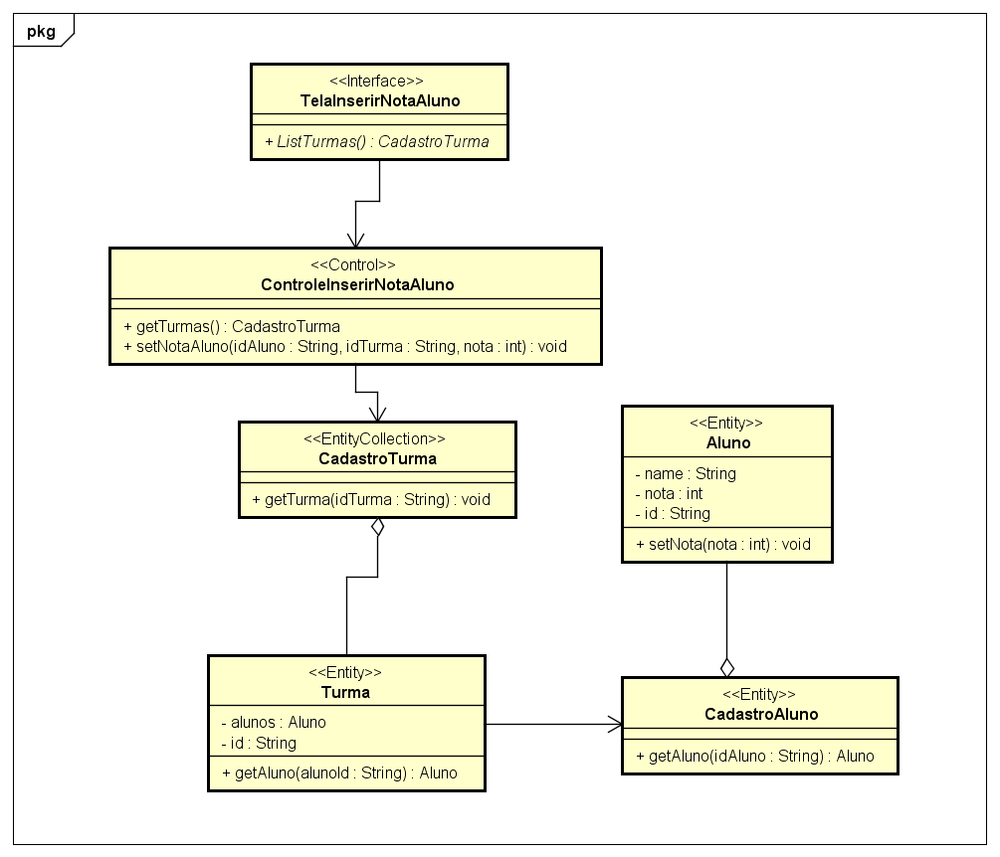 pkg
<<Interface>>
TelaInserirNotaAluno
+ ListTurmas() : CadastroTurma
<<Control>>
ControleInserirNotaAluno
+ getTurmas() : CadastroTurma
+ setNotaAluno(idAluno : String, idTurma : String, nota : int) : void
<<EntityCollection>>
CadastroTurma
+ getTurma(idTurma : String) : void
<<Entity>>
Aluno
- name : String
- nota : int
- id : String
+ setNota(nota : int) : void
<<Entity>>
Turma
- alunos : Aluno
- id : String
+ getAluno(alunoId : String) : Aluno
<<Entity>>
CadastroAluno
+ getAluno(idAluno : String) : Aluno